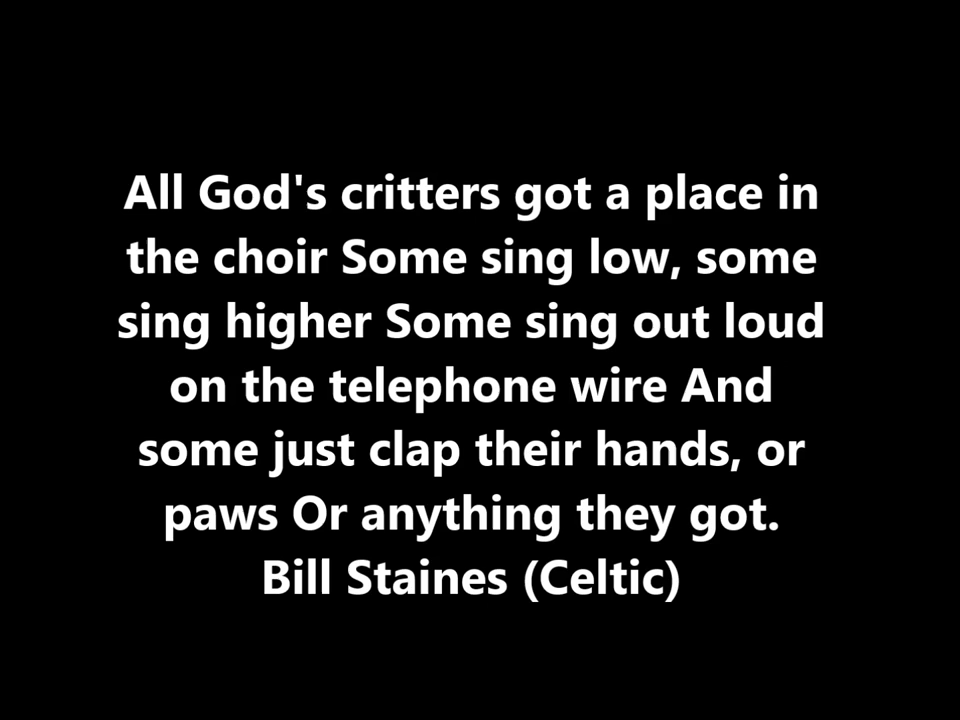 All God's critters got a place in
the choir Some sing low, some
sing higher Some sing out loud
on the telephone wire And
some just clap their hands, or
paws Or anything they got.
Bill Staines (Celtic)